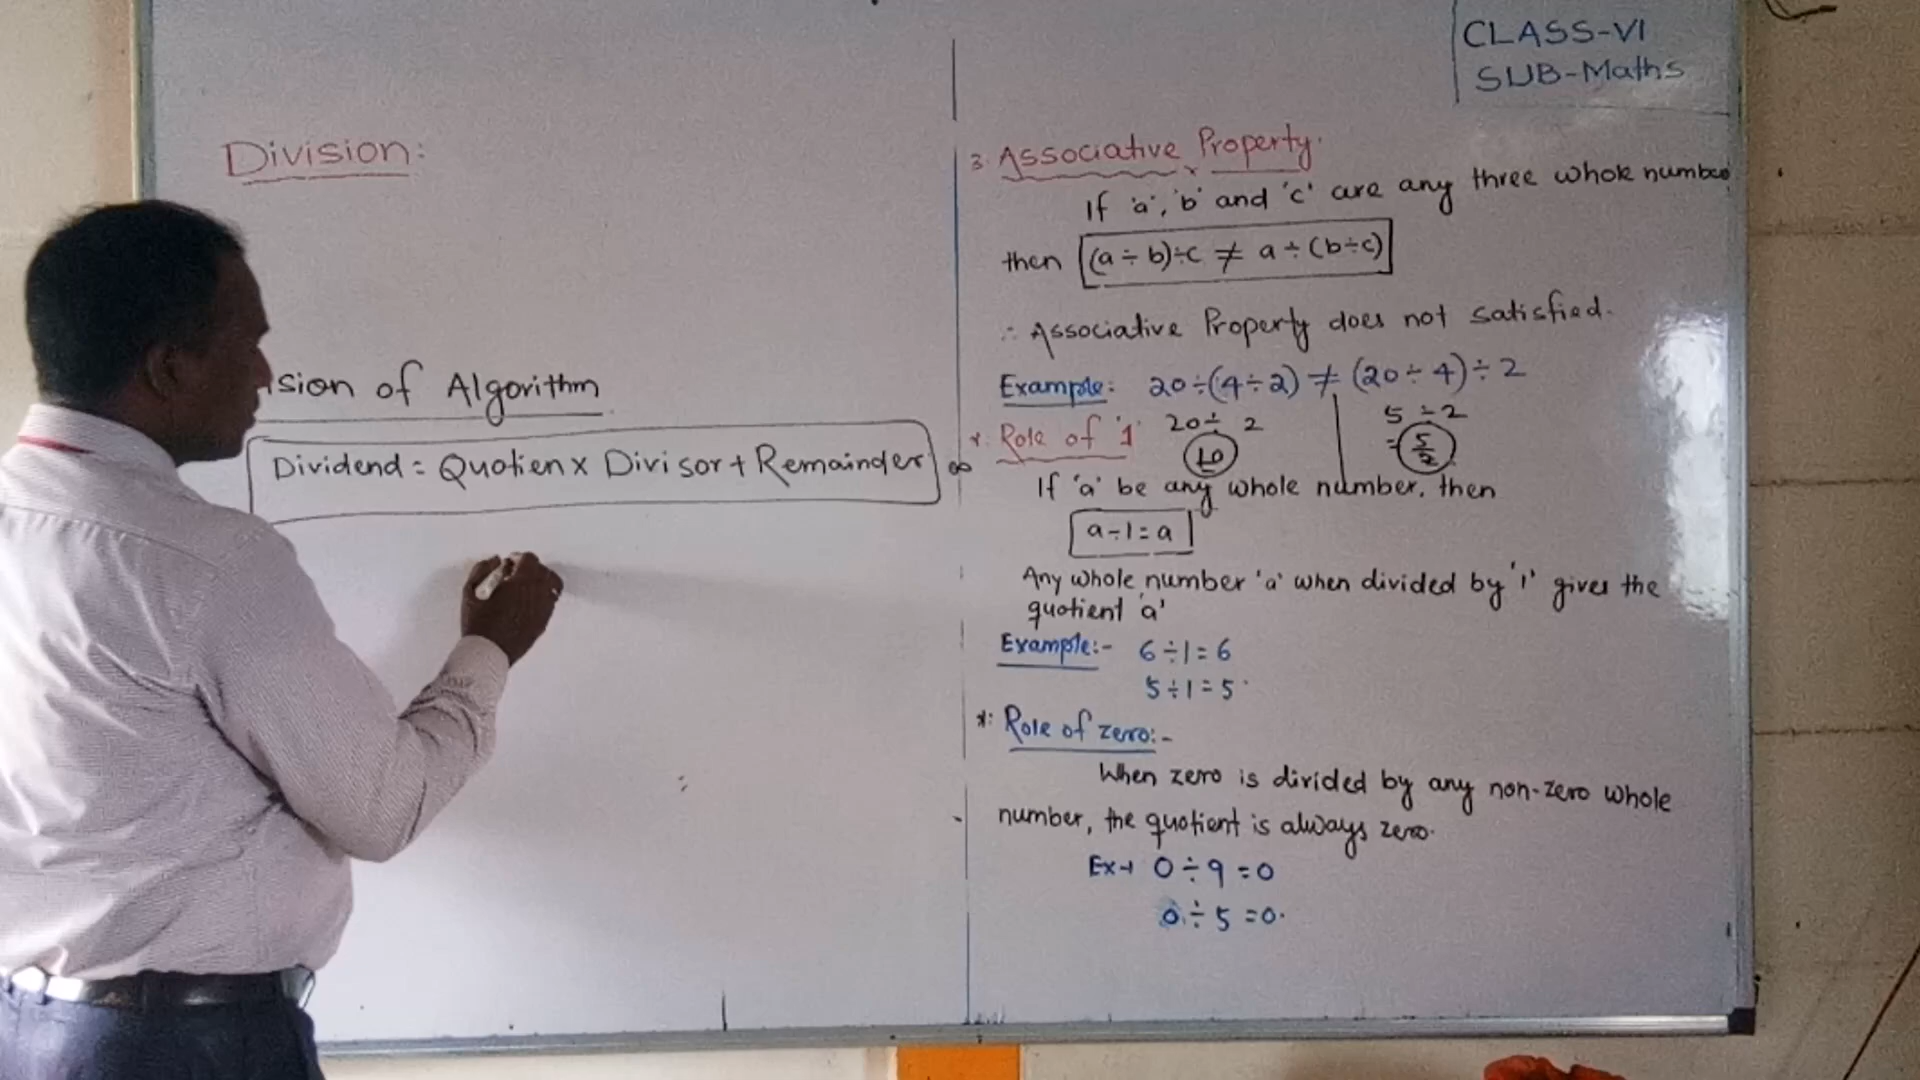 CLASS-VI
SUB-Maths
Division:
sion of Algorithm
Dividend = Quotien x Divisor + Remainder
3. Associative Property.
If 'a', 'b' and 'c' are any three whole number
then (a ÷ b) ÷ c ≠ a ÷ (b ÷ c)
∴ Associative Property does not satisfied.
Example: 20 ÷ (4 ÷ 2) ≠ (20 ÷ 4) ÷ 2
20 ÷ 2
10
5 ÷ 2
= 5/2
*: Role of '1'
If 'a' be any whole number, then
a ÷ 1 = a
Any whole number 'a' when divided by '1' gives the
quotient 'a'
Example:- 6 ÷ 1 = 6
5 ÷ 1 = 5
*: Role of zero:-
When zero is divided by any non-zero whole
number, the quotient is always zero.
Ex→ 0 ÷ 9 = 0
0 ÷ 5 = 0.